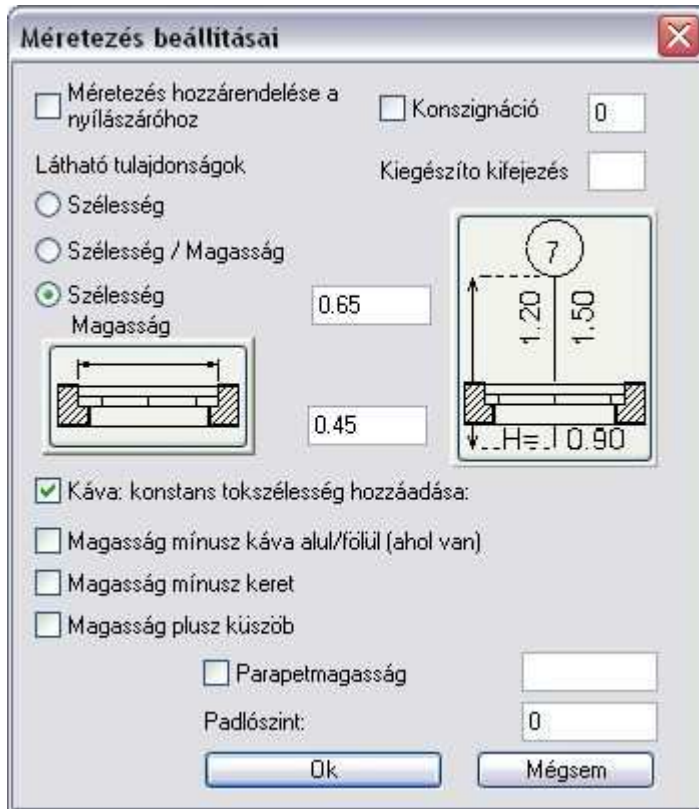 Méretezés beállításai
Méretezés hozzárendelése a
nyílászáróhoz
Konszignáció
0
Látható tulajdonságok
Kiegészíto kifejezés
Szélesség
Szélesség / Magasság
Szélesség
Magasság
0.65
0.45
7
1.20
1.50
H= 0.90
Káva: konstans tokszélesség hozzáadása:
Magasság mínusz káva alul/fölül (ahol van)
Magasság mínusz keret
Magasság plusz küszöb
Parapetmagasság
Padlószint:
0
Ok
Mégsem